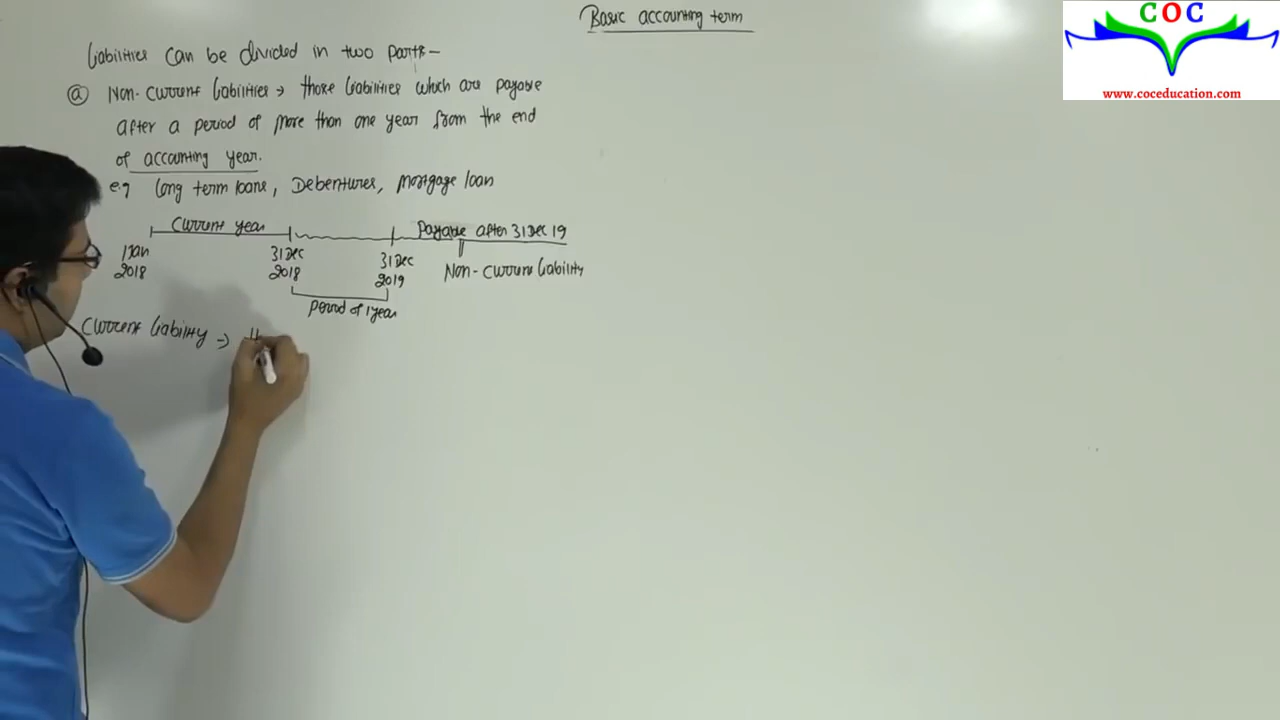 Basic accounting term
COC
www.coceducation.com
Liabilities can be divided in two parts-
ⓐ Non-current liabilities → those liabilities which are payable
after a period of more than one year from the end
of accounting year.
e.g Long term loans, Debentures, Mortgage loan
Current year
Payable after 31 Dec 19
1 Jan 2018
31 Dec 2018
31 Dec 2019
Non-current liability
Period of 1 year
Current liability →